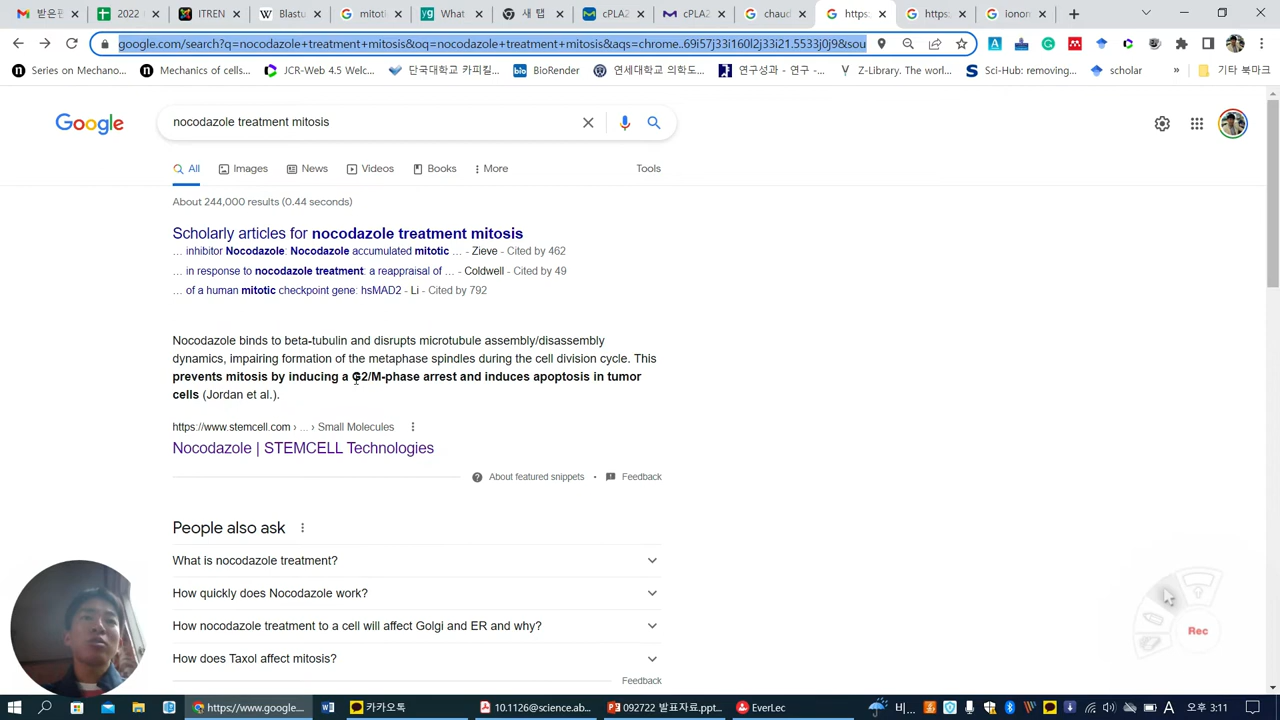 받은편
2022
ITREN
Blastu
mitoti
What
새 탭
cPLA2
cPLA2
chaud
https:
https:
ionor
google.com/search?q=nocodazole+treatment+mitosis&oq=nocodazole+treatment+mitosis&aqs=chrome..69i57j33i160l2j33i21.5533j0j9&sou
Series on Mechano...
Mechanics of cells...
JCR-Web 4.5 Welc...
단국대학교 카피킬...
BioRender
연세대학교 의학도...
연구성과 - 연구 -...
Z-Library. The worl...
Sci-Hub: removing...
scholar
»
기타 북마크
Google
nocodazole treatment mitosis
All
Images
News
Videos
Books
More
Tools
About 244,000 results (0.44 seconds)
Scholarly articles for nocodazole treatment mitosis
... inhibitor Nocodazole: Nocodazole accumulated mitotic ... - Zieve - Cited by 462
... in response to nocodazole treatment: a reappraisal of ... - Coldwell - Cited by 49
... of a human mitotic checkpoint gene: hsMAD2 - Li - Cited by 792
Nocodazole binds to beta-tubulin and disrupts microtubule assembly/disassembly
dynamics, impairing formation of the metaphase spindles during the cell division cycle. This
prevents mitosis by inducing a G2/M-phase arrest and induces apoptosis in tumor
cells (Jordan et al.).
https://www.stemcell.com › ... › Small Molecules
Nocodazole | STEMCELL Technologies
About featured snippets
•
Feedback
People also ask
What is nocodazole treatment?
How quickly does Nocodazole work?
How nocodazole treatment to a cell will affect Golgi and ER and why?
How does Taxol affect mitosis?
Feedback
Rec
https://www.google...
카카오톡
10.1126@science.ab...
092722 발표자료.ppt...
EverLec
비...
A
오후 3:11